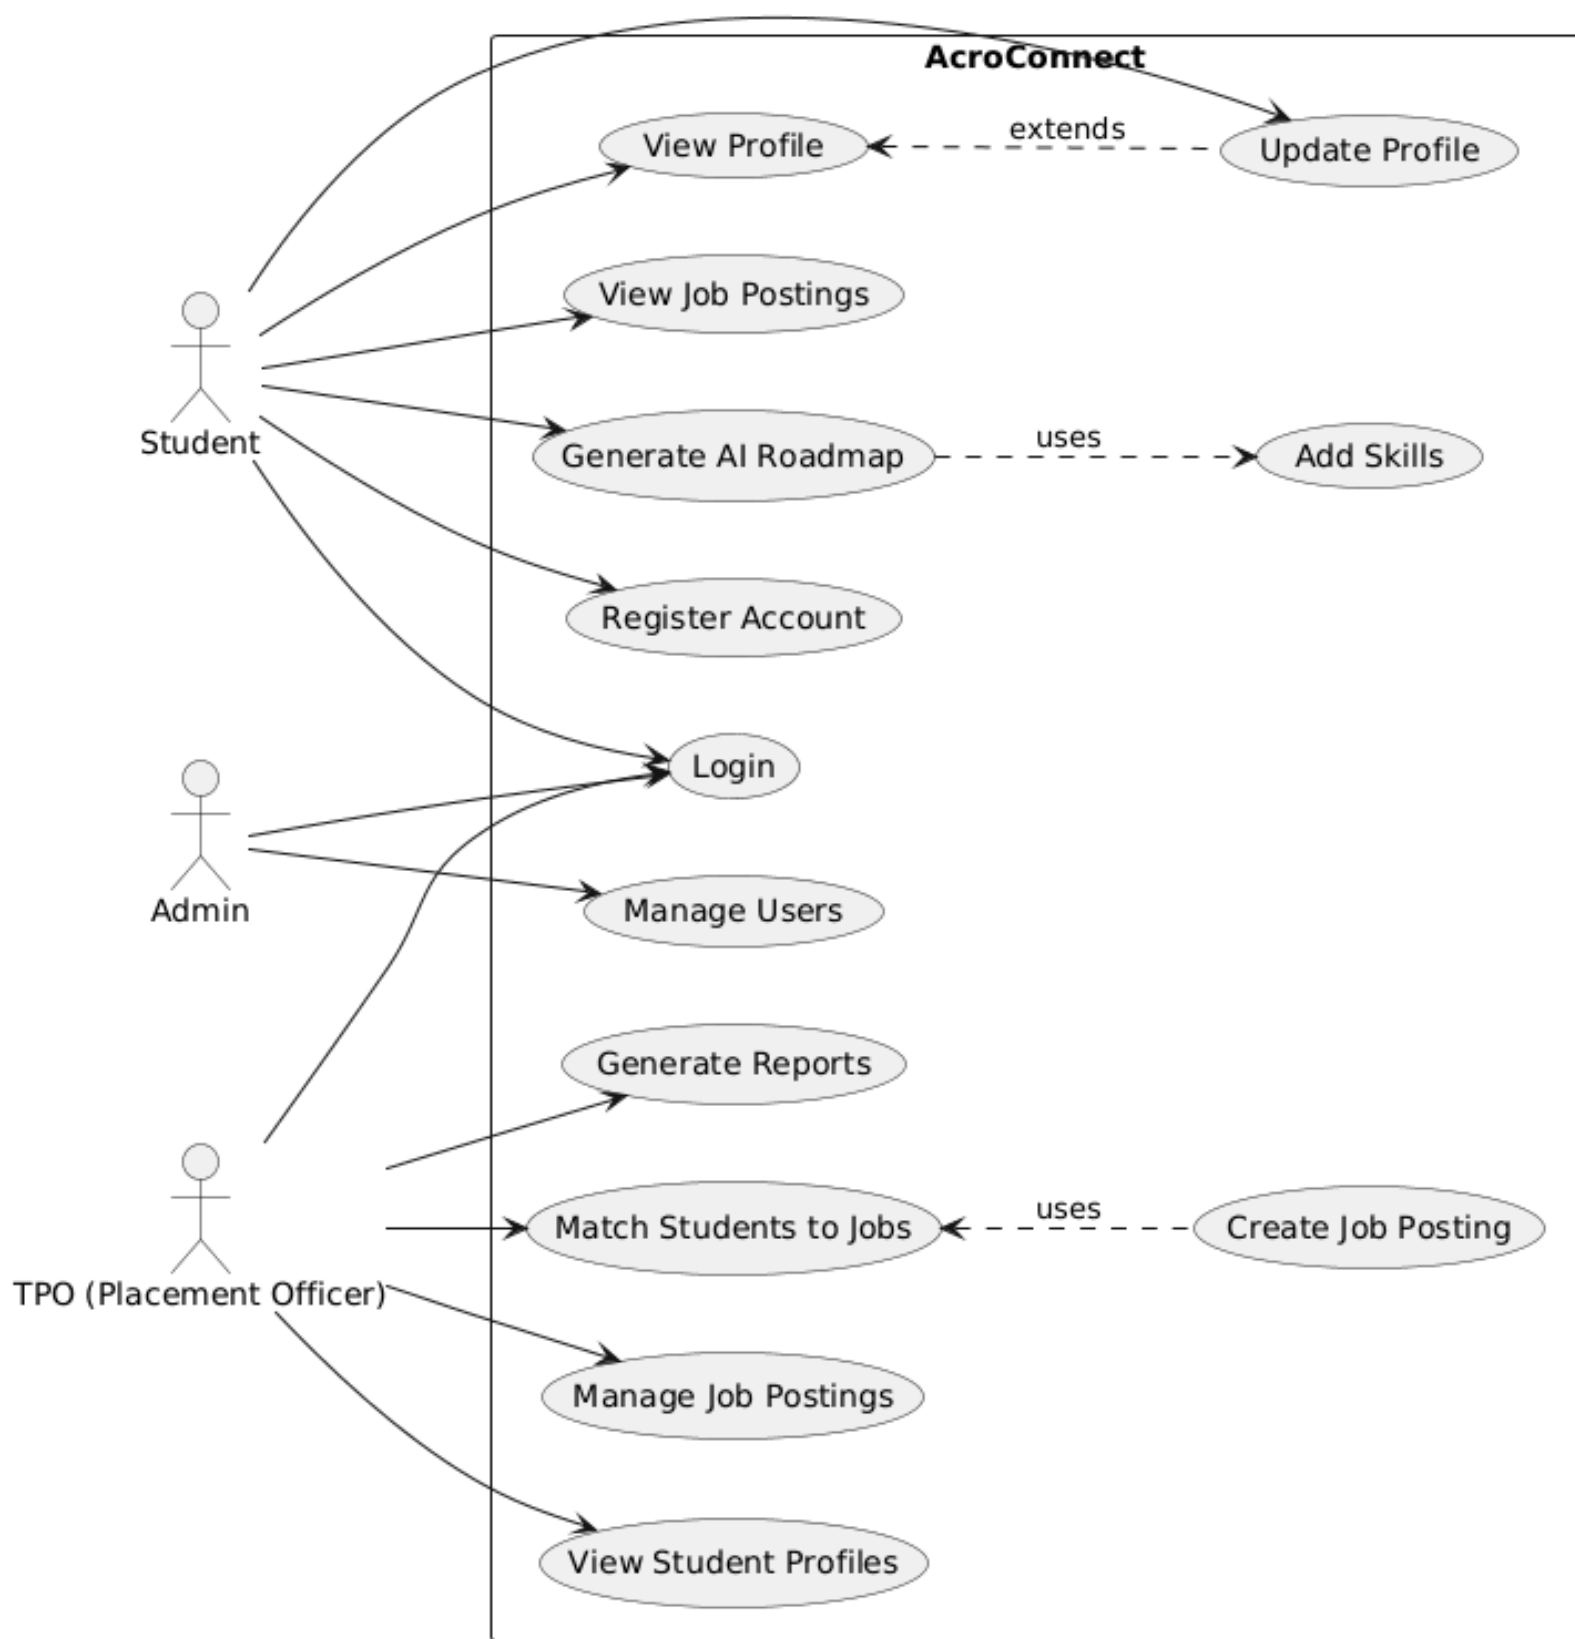 AcroConnect
View Profile
extends
Update Profile
View Job Postings
Student
Generate AI Roadmap
uses
Add Skills
Register Account
Login
Admin
Manage Users
Generate Reports
TPO (Placement Officer)
Match Students to Jobs
uses
Create Job Posting
Manage Job Postings
View Student Profiles